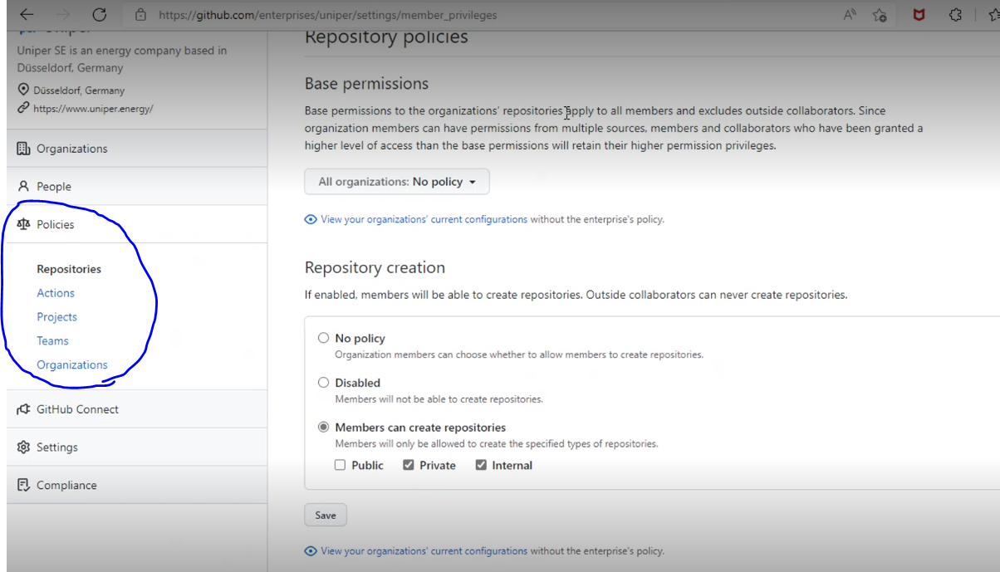 https://github.com/enterprises/uniper/settings/member_privileges
Uniper SE is an energy company based in
Düsseldorf, Germany
Düsseldorf, Germany
https://www.uniper.energy/
Organizations
People
Policies
Repositories
Actions
Projects
Teams
Organizations
GitHub Connect
Settings
Compliance
Repository policies
Base permissions
Base permissions to the organizations' repositories apply to all members and excludes outside collaborators. Since
organization members can have permissions from multiple sources, members and collaborators who have been granted a
higher level of access than the base permissions will retain their higher permission privileges.
All organizations: No policy
View your organizations' current configurations without the enterprise's policy.
Repository creation
If enabled, members will be able to create repositories. Outside collaborators can never create repositories.
No policy
Organization members can choose whether to allow members to create repositories.
Disabled
Members will not be able to create repositories.
Members can create repositories
Members will only be allowed to create the specified types of repositories.
Public Private Internal
Save
View your organizations' current configurations without the enterprise's policy.